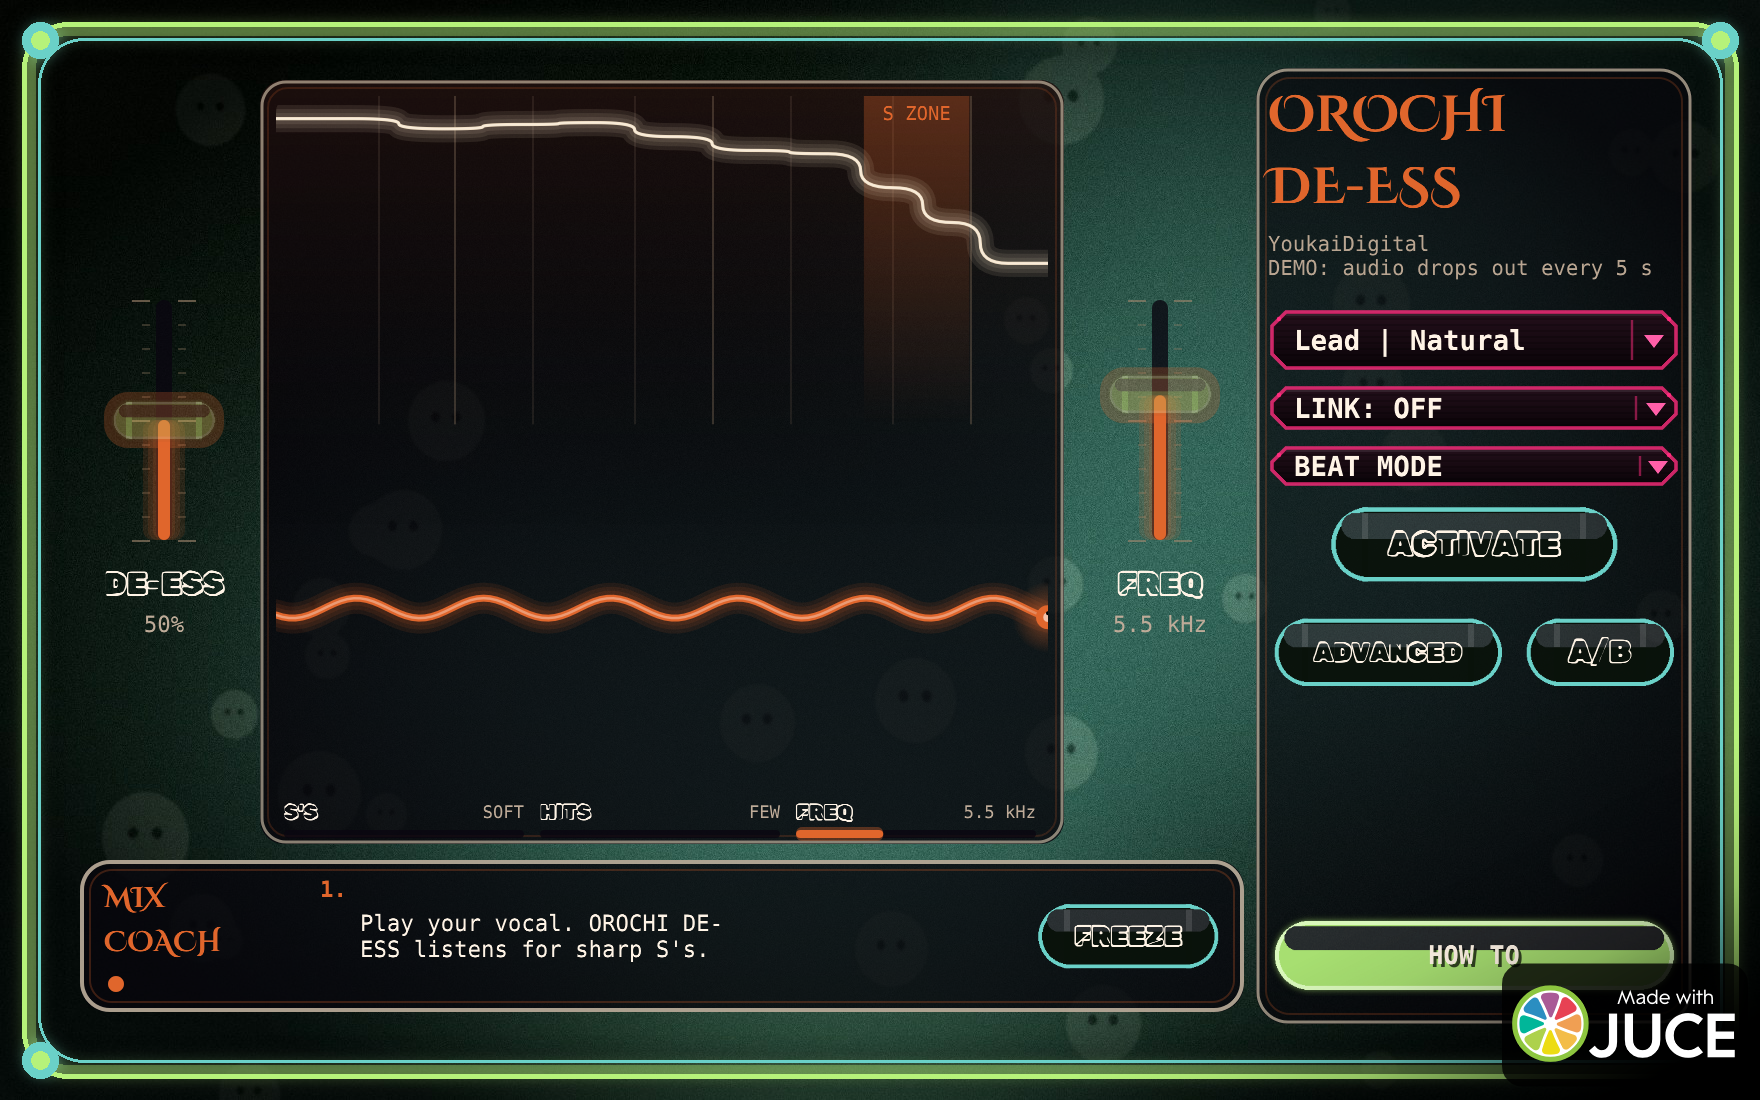 S ZONE
OROCHI
DE-ESS
YoukaiDigital
DEMO: audio drops out every 5 s
Lead | Natural
LINK: OFF
BEAT MODE
ACTIVATE
ADVANCED
A/B
DE-ESS
50%
FREQ
5.5 kHz
S'S SOFT HITS FEW FREQ 5.5 kHz
MIX
COACH
1.
Play your vocal. OROCHI DE-
ESS listens for sharp S's.
FREEZE
HOW TO
Made with
JUCE